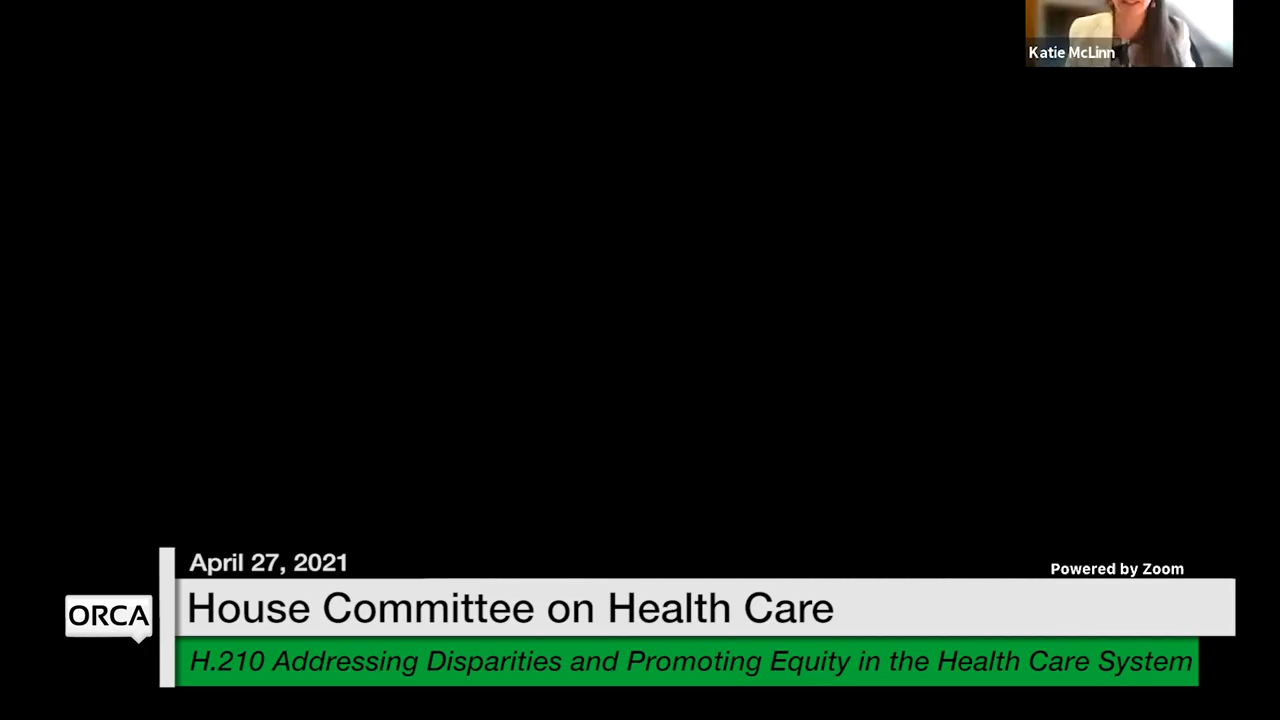 Katie McLinn
April 27, 2021
Powered by Zoom
House Committee on Health Care
ORCA
H.210 Addressing Disparities and Promoting Equity in the Health Care System